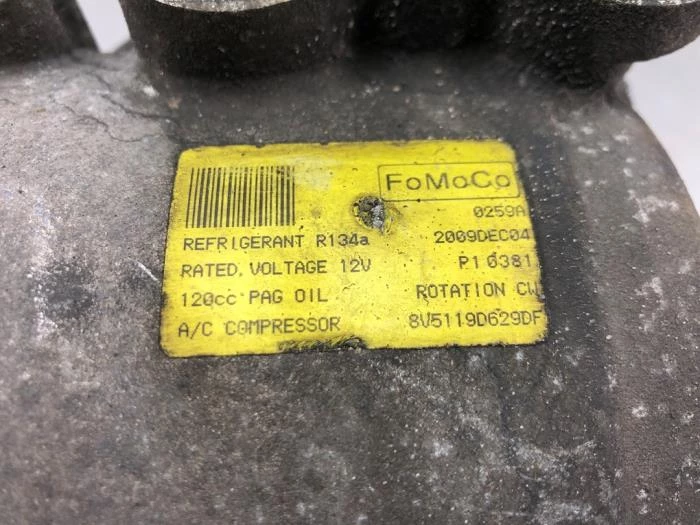 FoMoCo
0259A
REFRIGERANT R134a 2009DEC04
RATED. VOLTAGE 12V P10381
120cc PAG OIL ROTATION CW
A/C COMPRESSOR 8V5119D629DF